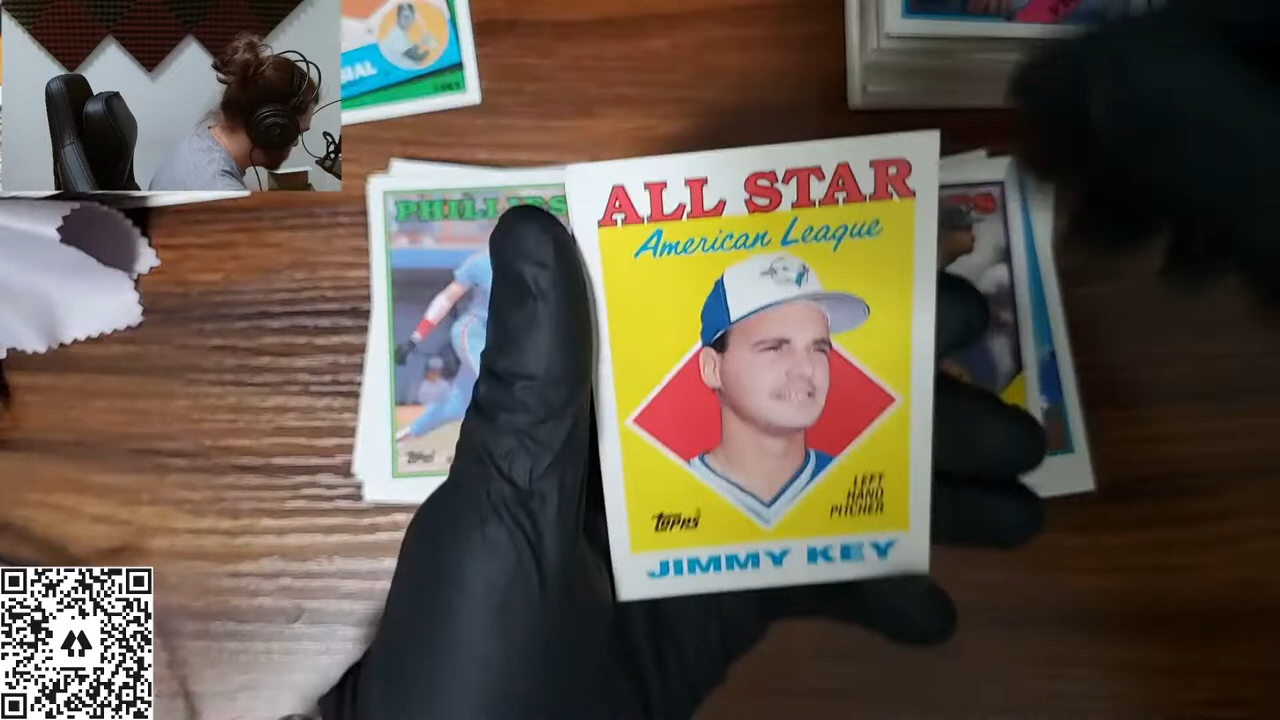 PHILLIES
Topps
ALL STAR
American League
LEFT
HAND
PITCHER
Topps
JIMMY KEY